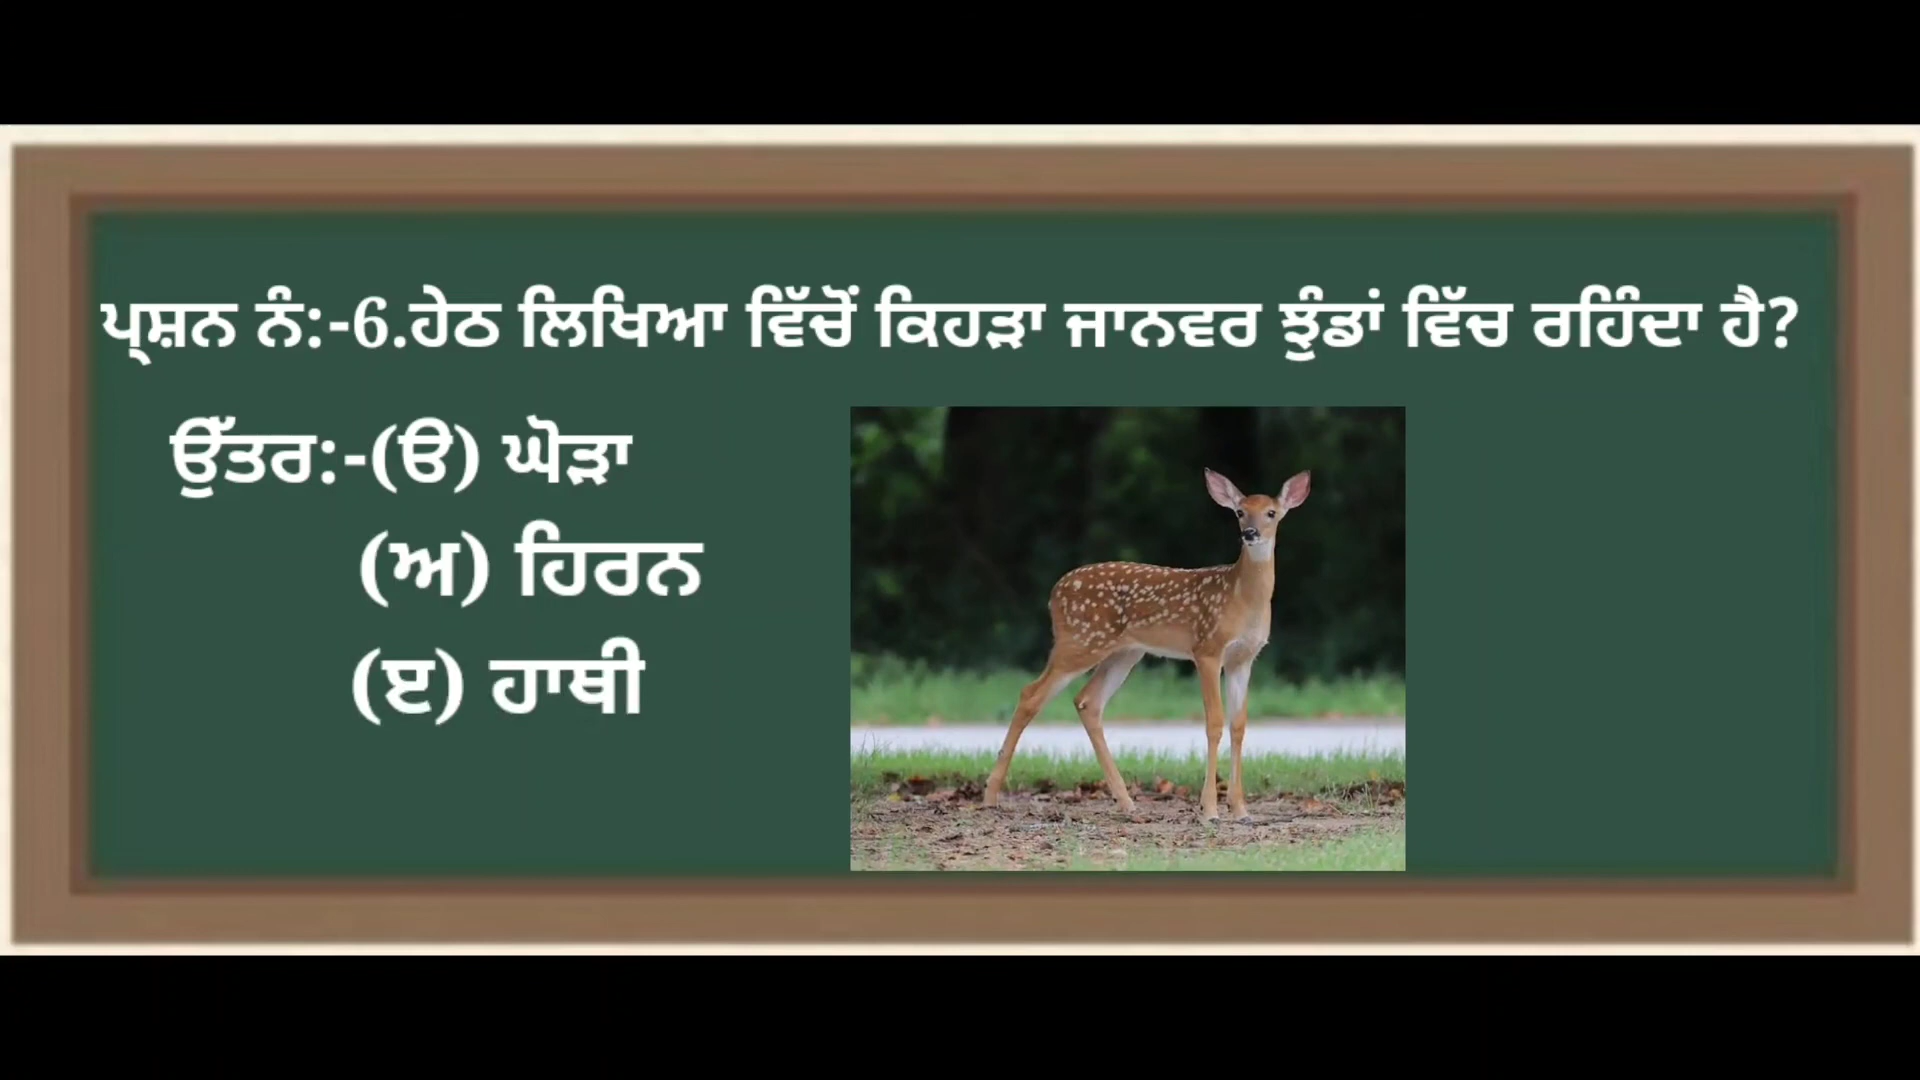 ਪ੍ਰਸ਼ਨ ਨੰ:-6.ਹੇਠ ਲਿਖਿਆ ਵਿੱਚੋਂ ਕਿਹੜਾ ਜਾਨਵਰ ਝੁੰਡਾਂ ਵਿੱਚ ਰਹਿੰਦਾ ਹੈ?
ਉੱਤਰ:-(ੳ) ਘੋੜਾ
(ਅ) ਹਿਰਨ
(ੲ) ਹਾਥੀ